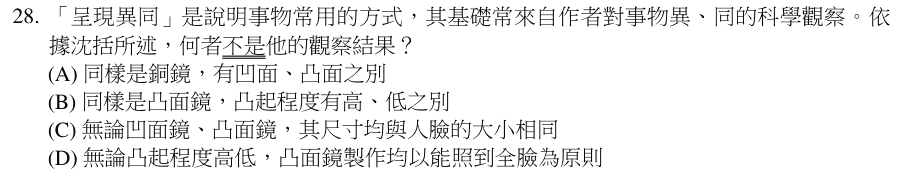 28. 「呈現異同」是說明事物常用的方式，其基礎常來自作者對事物異、同的科學觀察。依
據沈括所述，何者不是他的觀察結果？
(A) 同樣是銅鏡，有凹面、凸面之別
(B) 同樣是凸面鏡，凸起程度有高、低之別
(C) 無論凹面鏡、凸面鏡，其尺寸均與人臉的大小相同
(D) 無論凸起程度高低，凸面鏡製作均以能照到全臉為原則